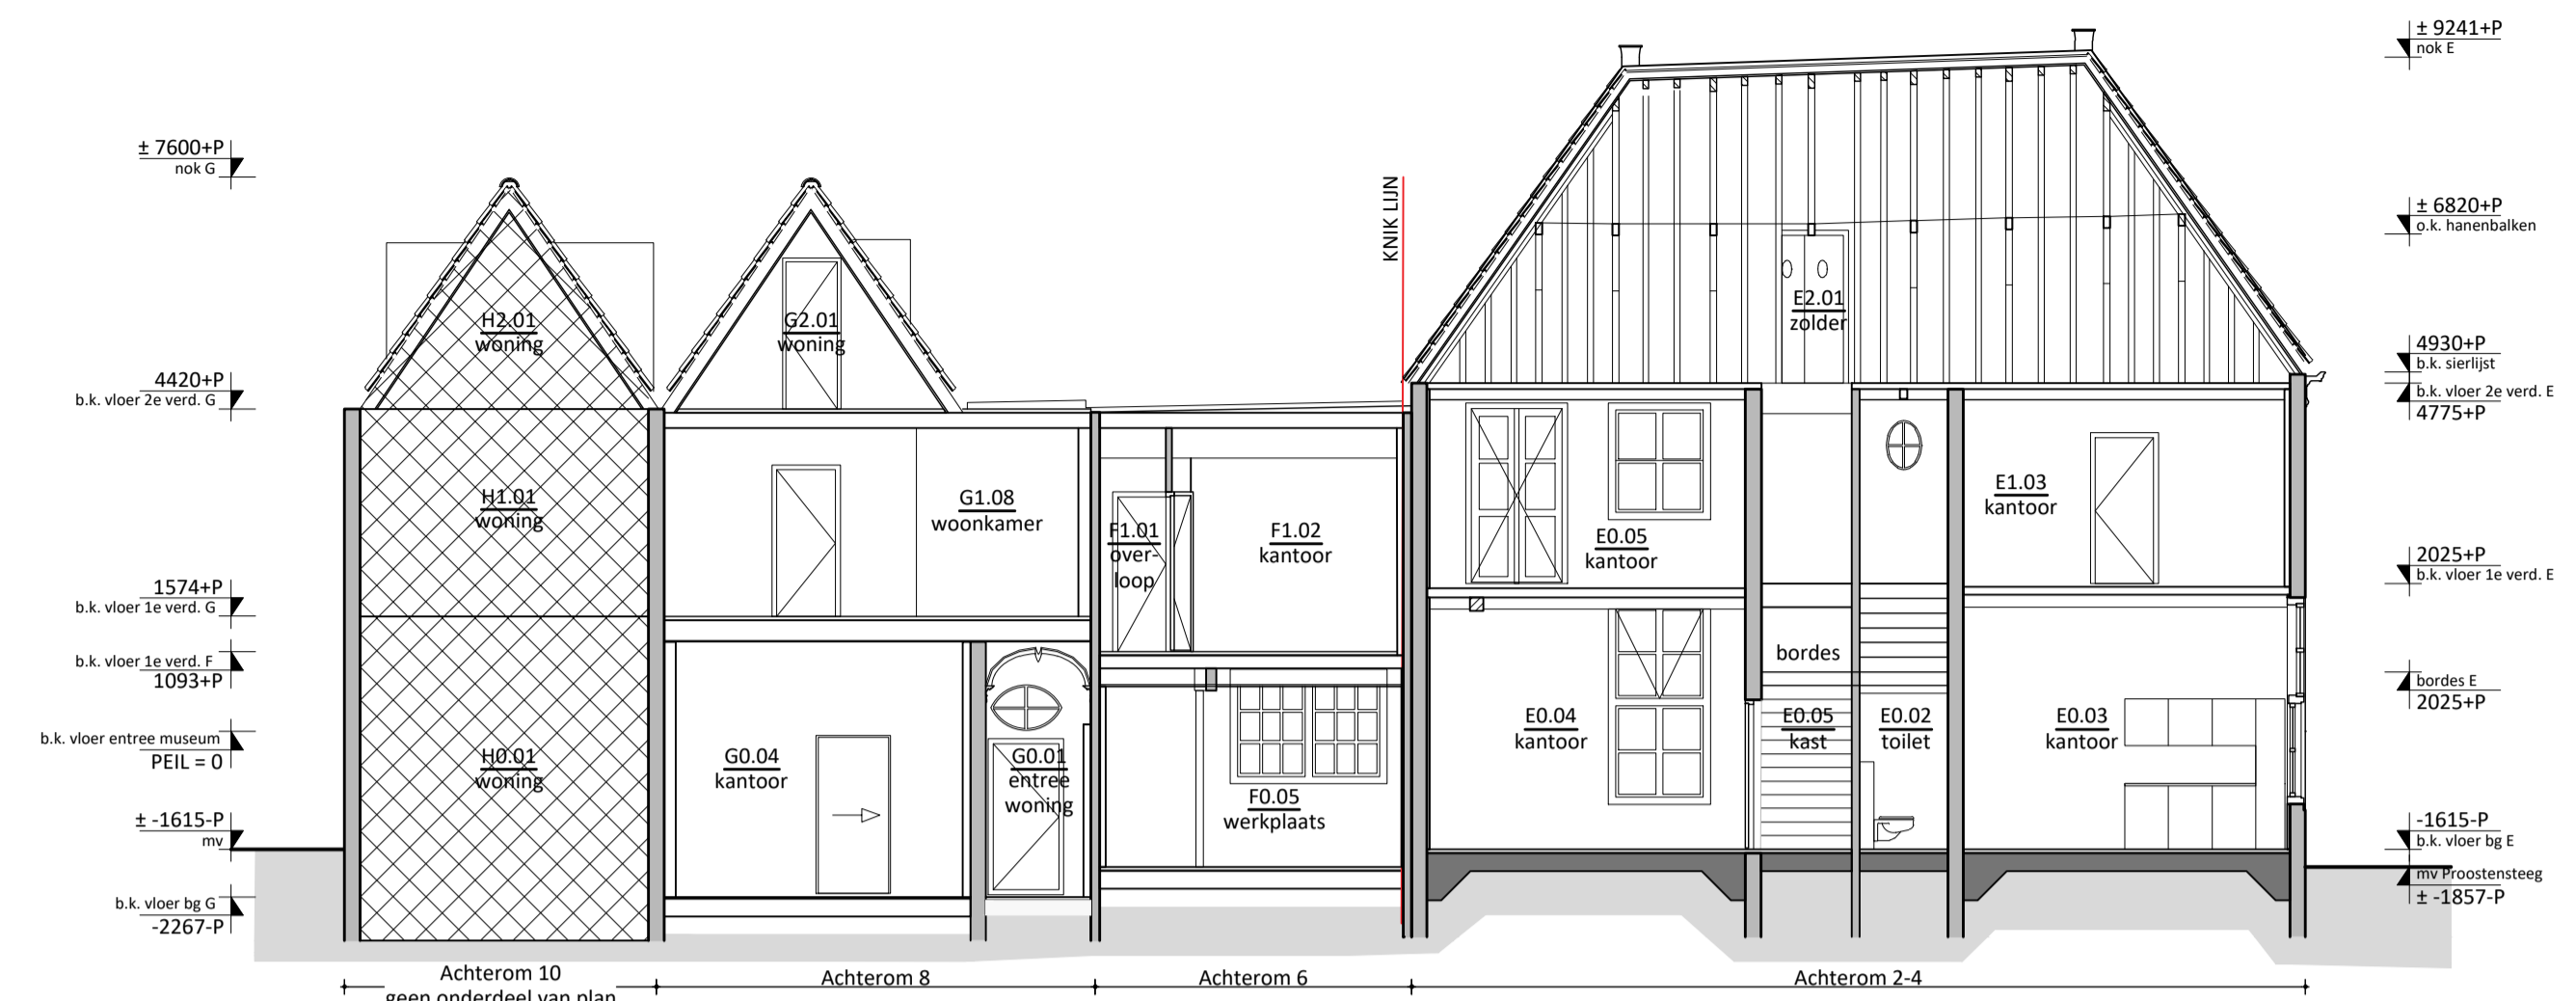 ± 9241+P
nok E
± 7600+P
nok G
KNIK LIJN
± 6820+P
o.k. hanenbalken
E2.01
zolder
H2.01
woning
G2.01
woning
4930+P
b.k. sierlijst
4420+P
b.k. vloer 2e verd. G
b.k. vloer 2e verd. E
4775+P
H1.01
woning
G1.08
woonkamer
F1.01
over-
loop
F1.02
kantoor
E0.05
kantoor
E1.03
kantoor
2025+P
b.k. vloer 1e verd. E
1574+P
b.k. vloer 1e verd. G
b.k. vloer 1e verd. F
1093+P
bordes
bordes E
2025+P
b.k. vloer entree museum
PEIL = 0
H0.01
woning
G0.04
kantoor
G0.01
entree
woning
F0.05
werkplaats
E0.04
kantoor
E0.05
kast
E0.02
toilet
E0.03
kantoor
± -1615-P
mv
-1615-P
b.k. vloer bg E
mv Proostensteeg
± -1857-P
b.k. vloer bg G
-2267-P
Achterom 10
geen onderdeel van plan
Achterom 8
Achterom 6
Achterom 2-4